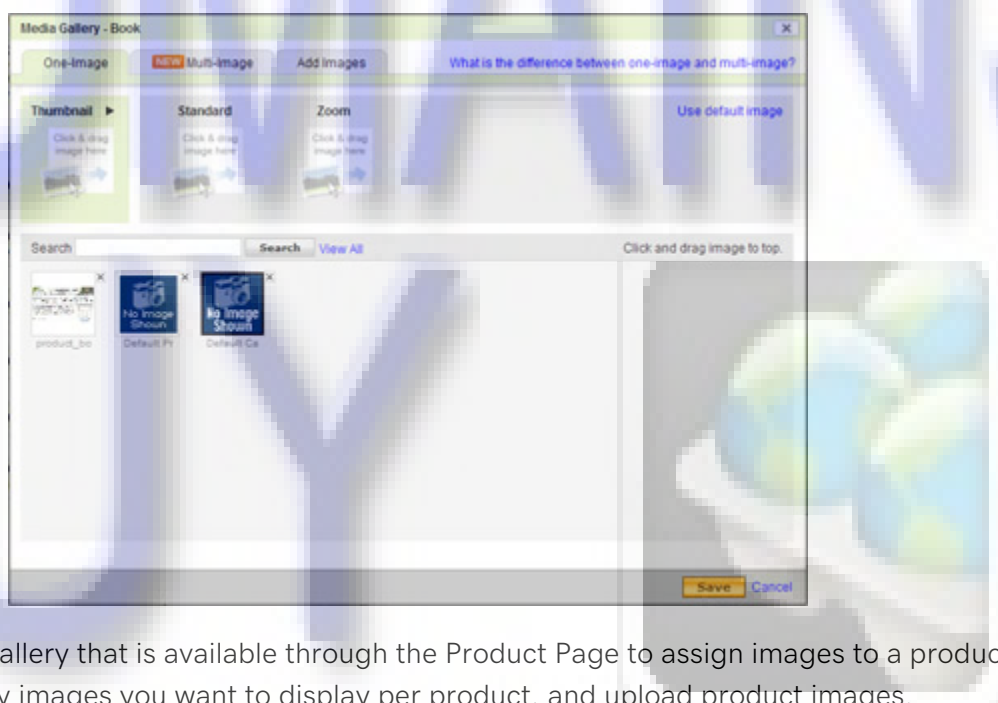 Media Gallery - Book
One-Image NEW Multi-Image Add Images What is the difference between one-image and multi-image?
Thumbnail Standard Zoom Use default image
Click & drag image here Click & drag image here Click & drag image here
Search Search View All Click and drag image to top.
No Image Shown No Image Shown
product_bo Default Pr Default Ca
Save Cancel
allery that is available through the Product Page to assign images to a produc
y images you want to display per product, and upload product images.
MAIN
JY